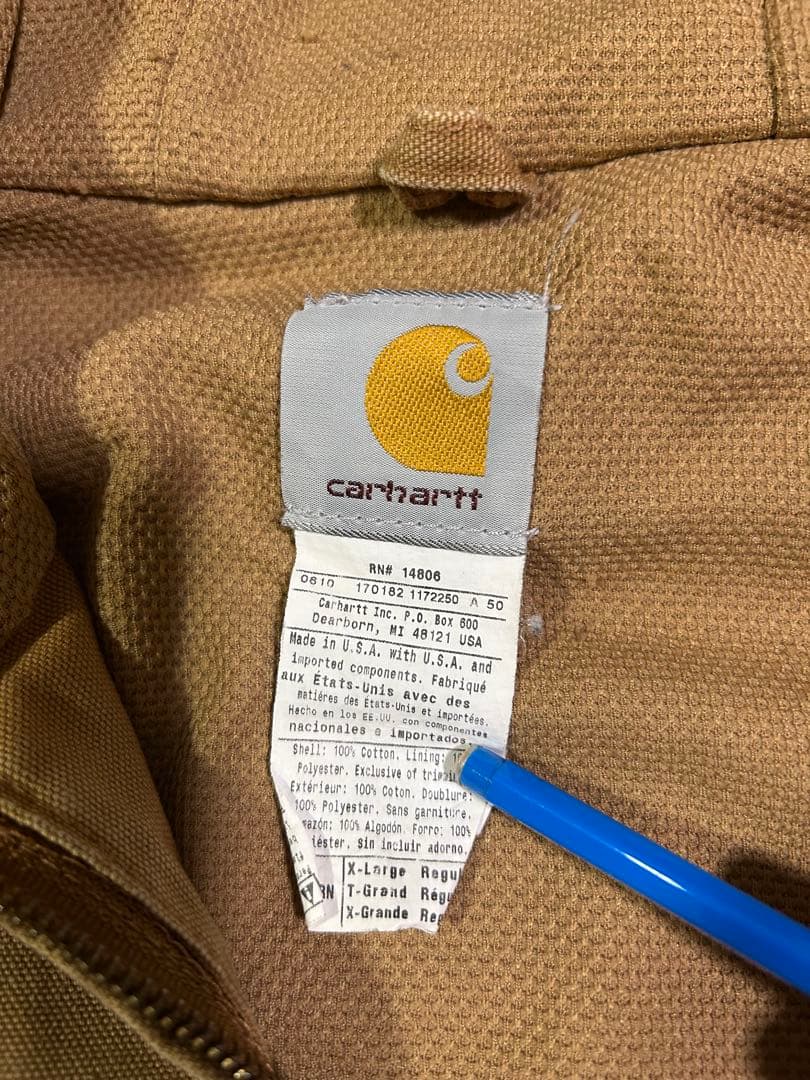 carhartt
RN# 14806
0610 170182 1172250 A 50
Carhartt Inc. P.O. Box 600
Dearborn, MI 48121 USA
Made in U.S.A. with U.S.A. and
imported components. Fabriqué
aux États-Unis avec des
matières des États-Unis et importées.
Hecho en los EE.UU. con componentes
nacionales e importados.
Shell: 100% Cotton. Lining:
Polyester. Exclusive of
Extérieur: 100% Coton. Doublure:
100% Polyester. Sans garniture.
100% Algodón. Forro: 100%
Sin incluir adorno.
X-Large
RN T-Grand
X-Grande